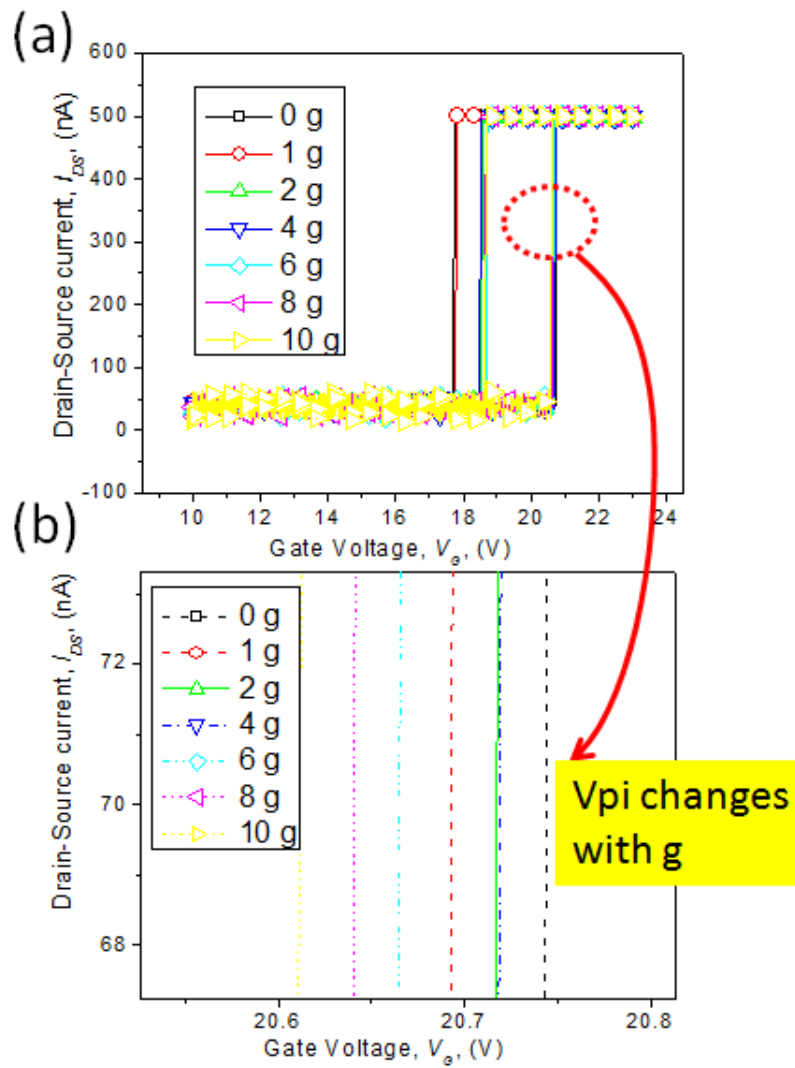 (a)
600
500
400
300
200
100
0
-100
Drain-Source current, I_DS, (nA)
0 g
1 g
2 g
4 g
6 g
8 g
10 g
10 12 14 16 18 20 22 24
Gate Voltage, V_G, (V)
(b)
72
70
68
Drain-Source current, I_DS, (nA)
0 g
1 g
2 g
4 g
6 g
8 g
10 g
Vpi changes
with g
20.6 20.7 20.8
Gate Voltage, V_G, (V)